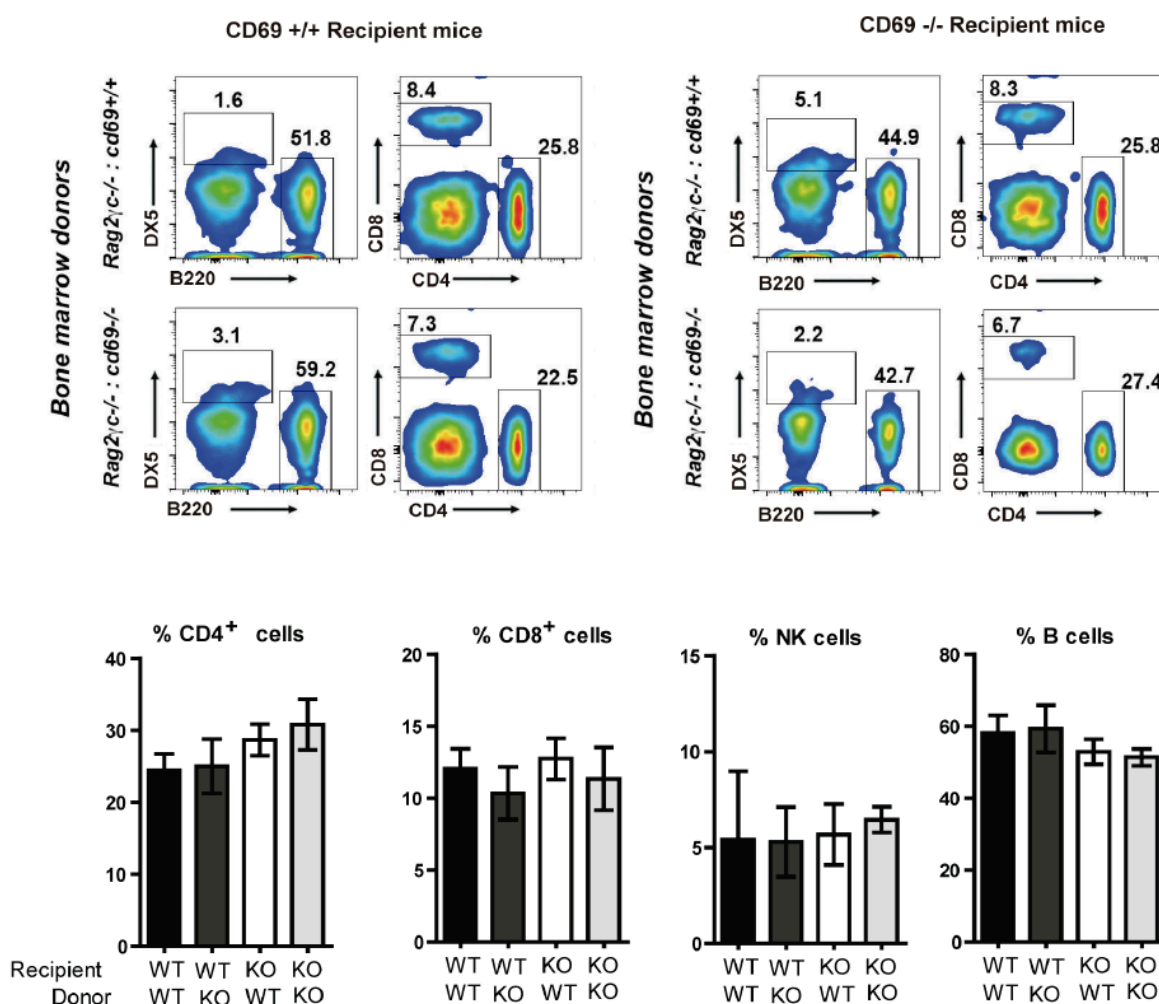 CD69 +/+ Recipient mice
CD69 -/- Recipient mice
Bone marrow donors
Rag2γc-/- : cd69+/+
1.6
51.8
DX5
B220
8.4
25.8
CD8
CD4
Rag2γc-/- : cd69-/-
3.1
59.2
DX5
B220
7.3
22.5
CD8
CD4
Bone marrow donors
Rag2γc-/- : cd69+/+
5.1
44.9
DX5
B220
8.3
25.8
CD8
CD4
Rag2γc-/- : cd69-/-
2.2
42.7
DX5
B220
6.7
27.4
CD8
CD4
% CD4+ cells
40
30
20
10
0
% CD8+ cells
20
15
10
5
0
% NK cells
15
10
5
0
% B cells
80
60
40
20
0
Recipient WT WT KO KO WT WT KO KO WT WT KO KO WT WT KO KO
Donor WT KO WT KO WT KO WT KO WT KO WT KO WT KO WT KO